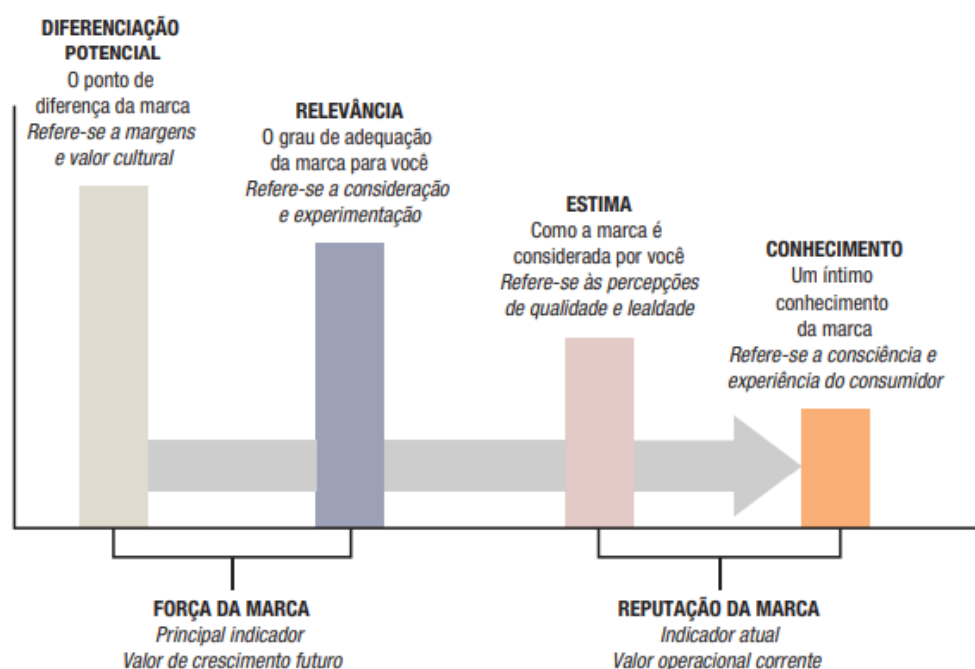 DIFERENCIAÇÃO
POTENCIAL
O ponto de
diferença da marca
Refere-se a margens
e valor cultural
RELEVÂNCIA
O grau de adequação
da marca para você
Refere-se a consideração
e experimentação
ESTIMA
Como a marca é
considerada por você
Refere-se às percepções
de qualidade e lealdade
CONHECIMENTO
Um íntimo
conhecimento
da marca
Refere-se a consciência e
experiência do consumidor
FORÇA DA MARCA
Principal indicador
Valor de crescimento futuro
REPUTAÇÃO DA MARCA
Indicador atual
Valor operacional corrente